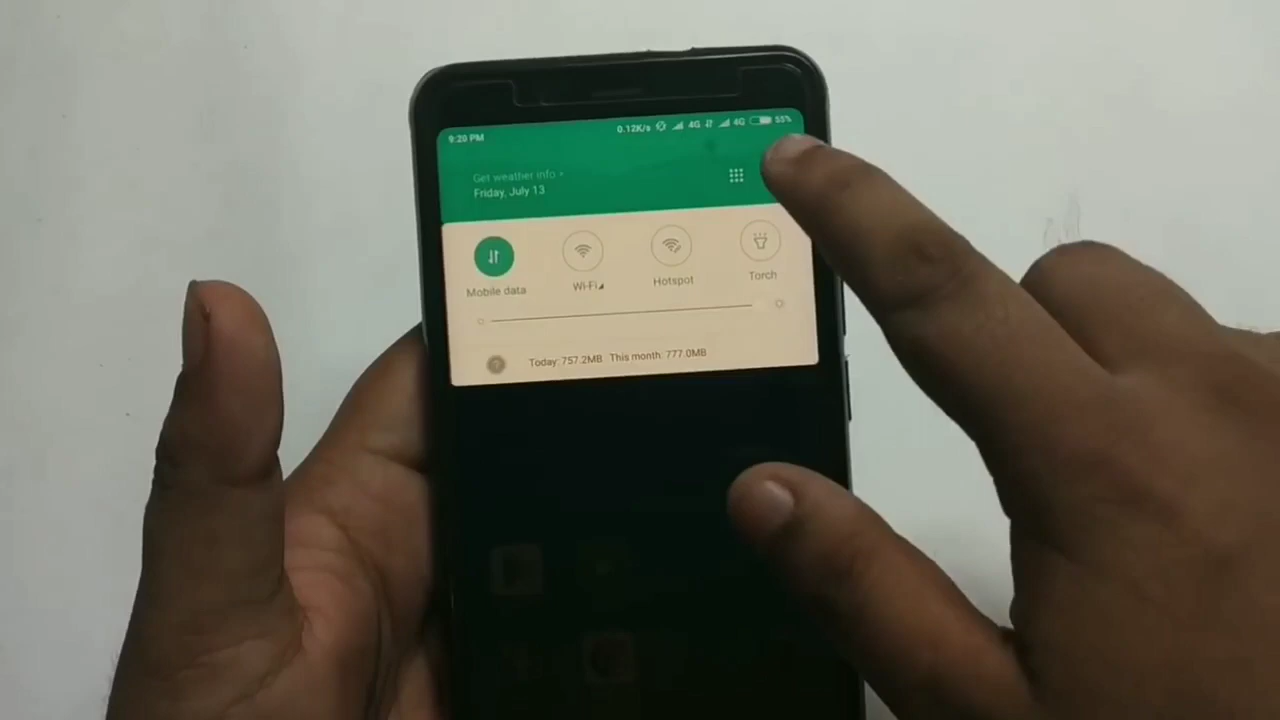 9:20 PM 0.12K/s 4G 4G 55%
Get weather info
Friday, July 13
Mobile data Wi-Fi Hotspot Torch
Today: 757.2MB This month: 777.0MB